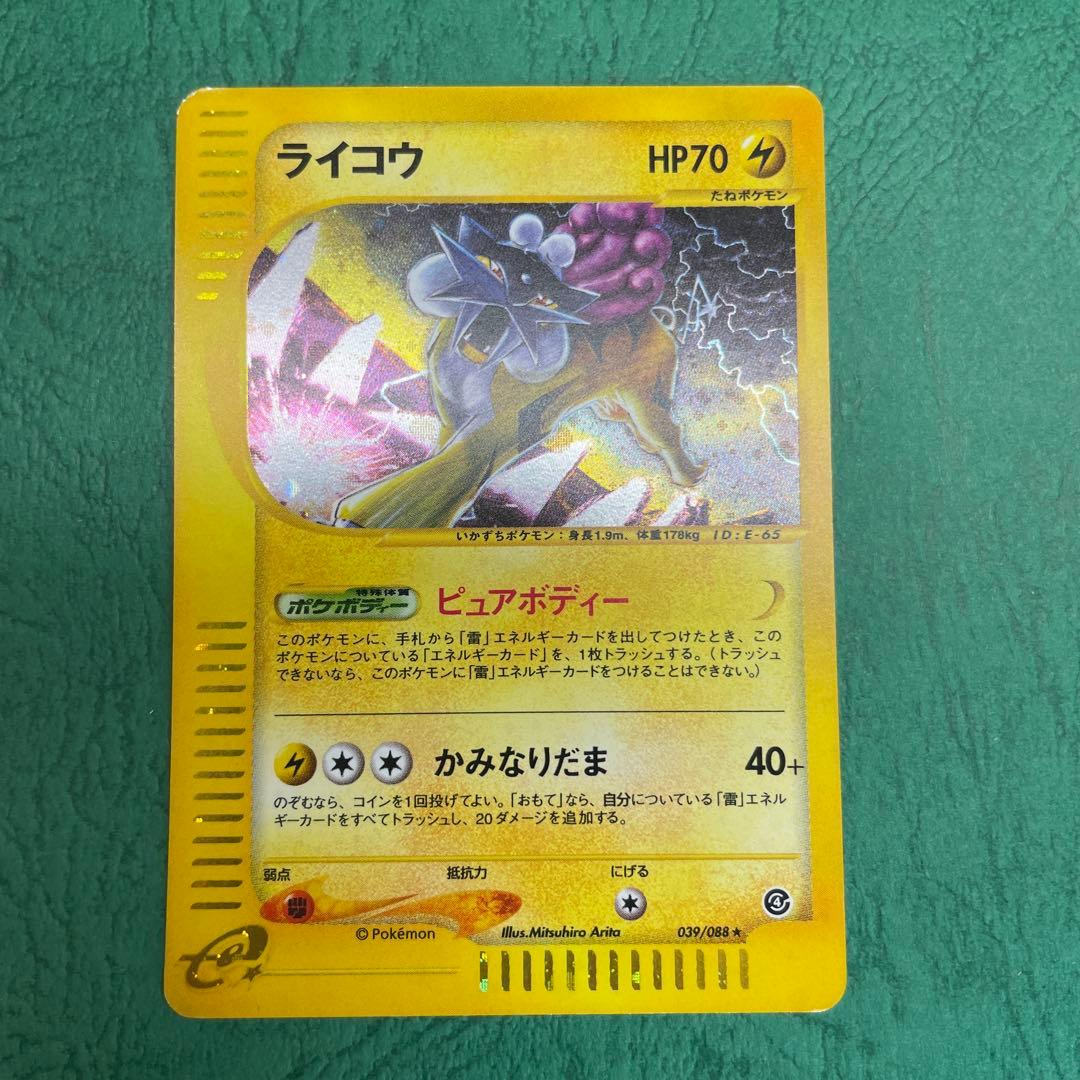 ライコウ HP70
たねポケモン
いかずちポケモン：身長1.9m、体重178kg ID:E-65
特殊体質
ポケボディー ピュアボディー
このポケモンに、手札から「雷」エネルギーカードを出してつけたとき、この
ポケモンについている「エネルギーカード」を、1枚トラッシュする。（トラッシュ
できないなら、このポケモンに「雷」エネルギーカードをつけることはできない。）
かみなりだま 40+
のぞむなら、コインを1回投げてよい。「おもて」なら、自分についている「雷」エネル
ギーカードをすべてトラッシュし、20ダメージを追加する。
弱点 抵抗力 にげる
4
© Pokémon Illus.Mitsuhiro Arita 039/088 ★
e